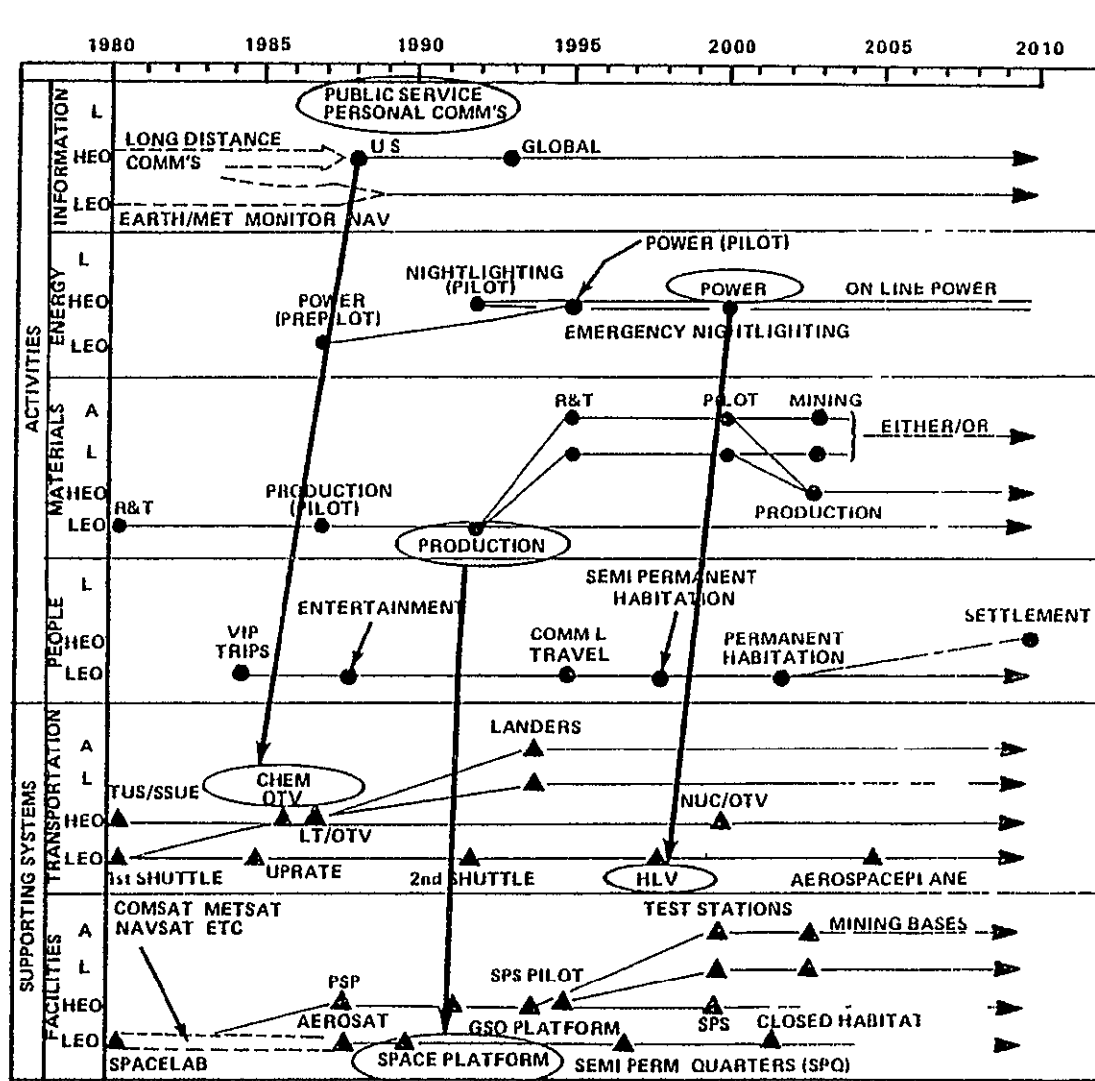 1980 1985 1990 1995 2000 2005 2010
ACTIVITIES
INFORMATION
L
PUBLIC SERVICE
PERSONAL COMM'S
HEO
LONG DISTANCE
COMM'S
U S
GLOBAL
LEO
EARTH/MET MONITOR NAV
ENERGY
L
POWER (PILOT)
NIGHTLIGHTING
(PILOT)
HEO
POWER
ON LINE POWER
POWER
(PREPILOT)
EMERGENCY NIGHTLIGHTING
LEO
MATERIALS
A
R&T
PILOT
MINING
L
EITHER/OR
HEO
PRODUCTION
(PILOT)
PRODUCTION
LEO
R&T
PRODUCTION
PEOPLE
L
SEMI PERMANENT
HABITATION
ENTERTAINMENT
SETTLEMENT
HEO
VIP
TRIPS
COMM L
TRAVEL
PERMANENT
HABITATION
LEO
SUPPORTING SYSTEMS
TRANSPORTATION
A
LANDERS
L
CHEM
OTV
TUS/SSUE
NUC/OTV
HEO
LT/OTV
LEO
1st SHUTTLE
UPRATE
2nd SHUTTLE
HLV
AEROSPACEPLANE
FACILITIES
COMSAT METSAT
NAVSAT ETC
TEST STATIONS
A
MINING BASES
L
PSP
SPS PILOT
HEO
AEROSAT
GSO PLATFORM
SPS
CLOSED HABITAT
LEO
SPACELAB
SPACE PLATFORM
SEMI PERM QUARTERS (SPQ)